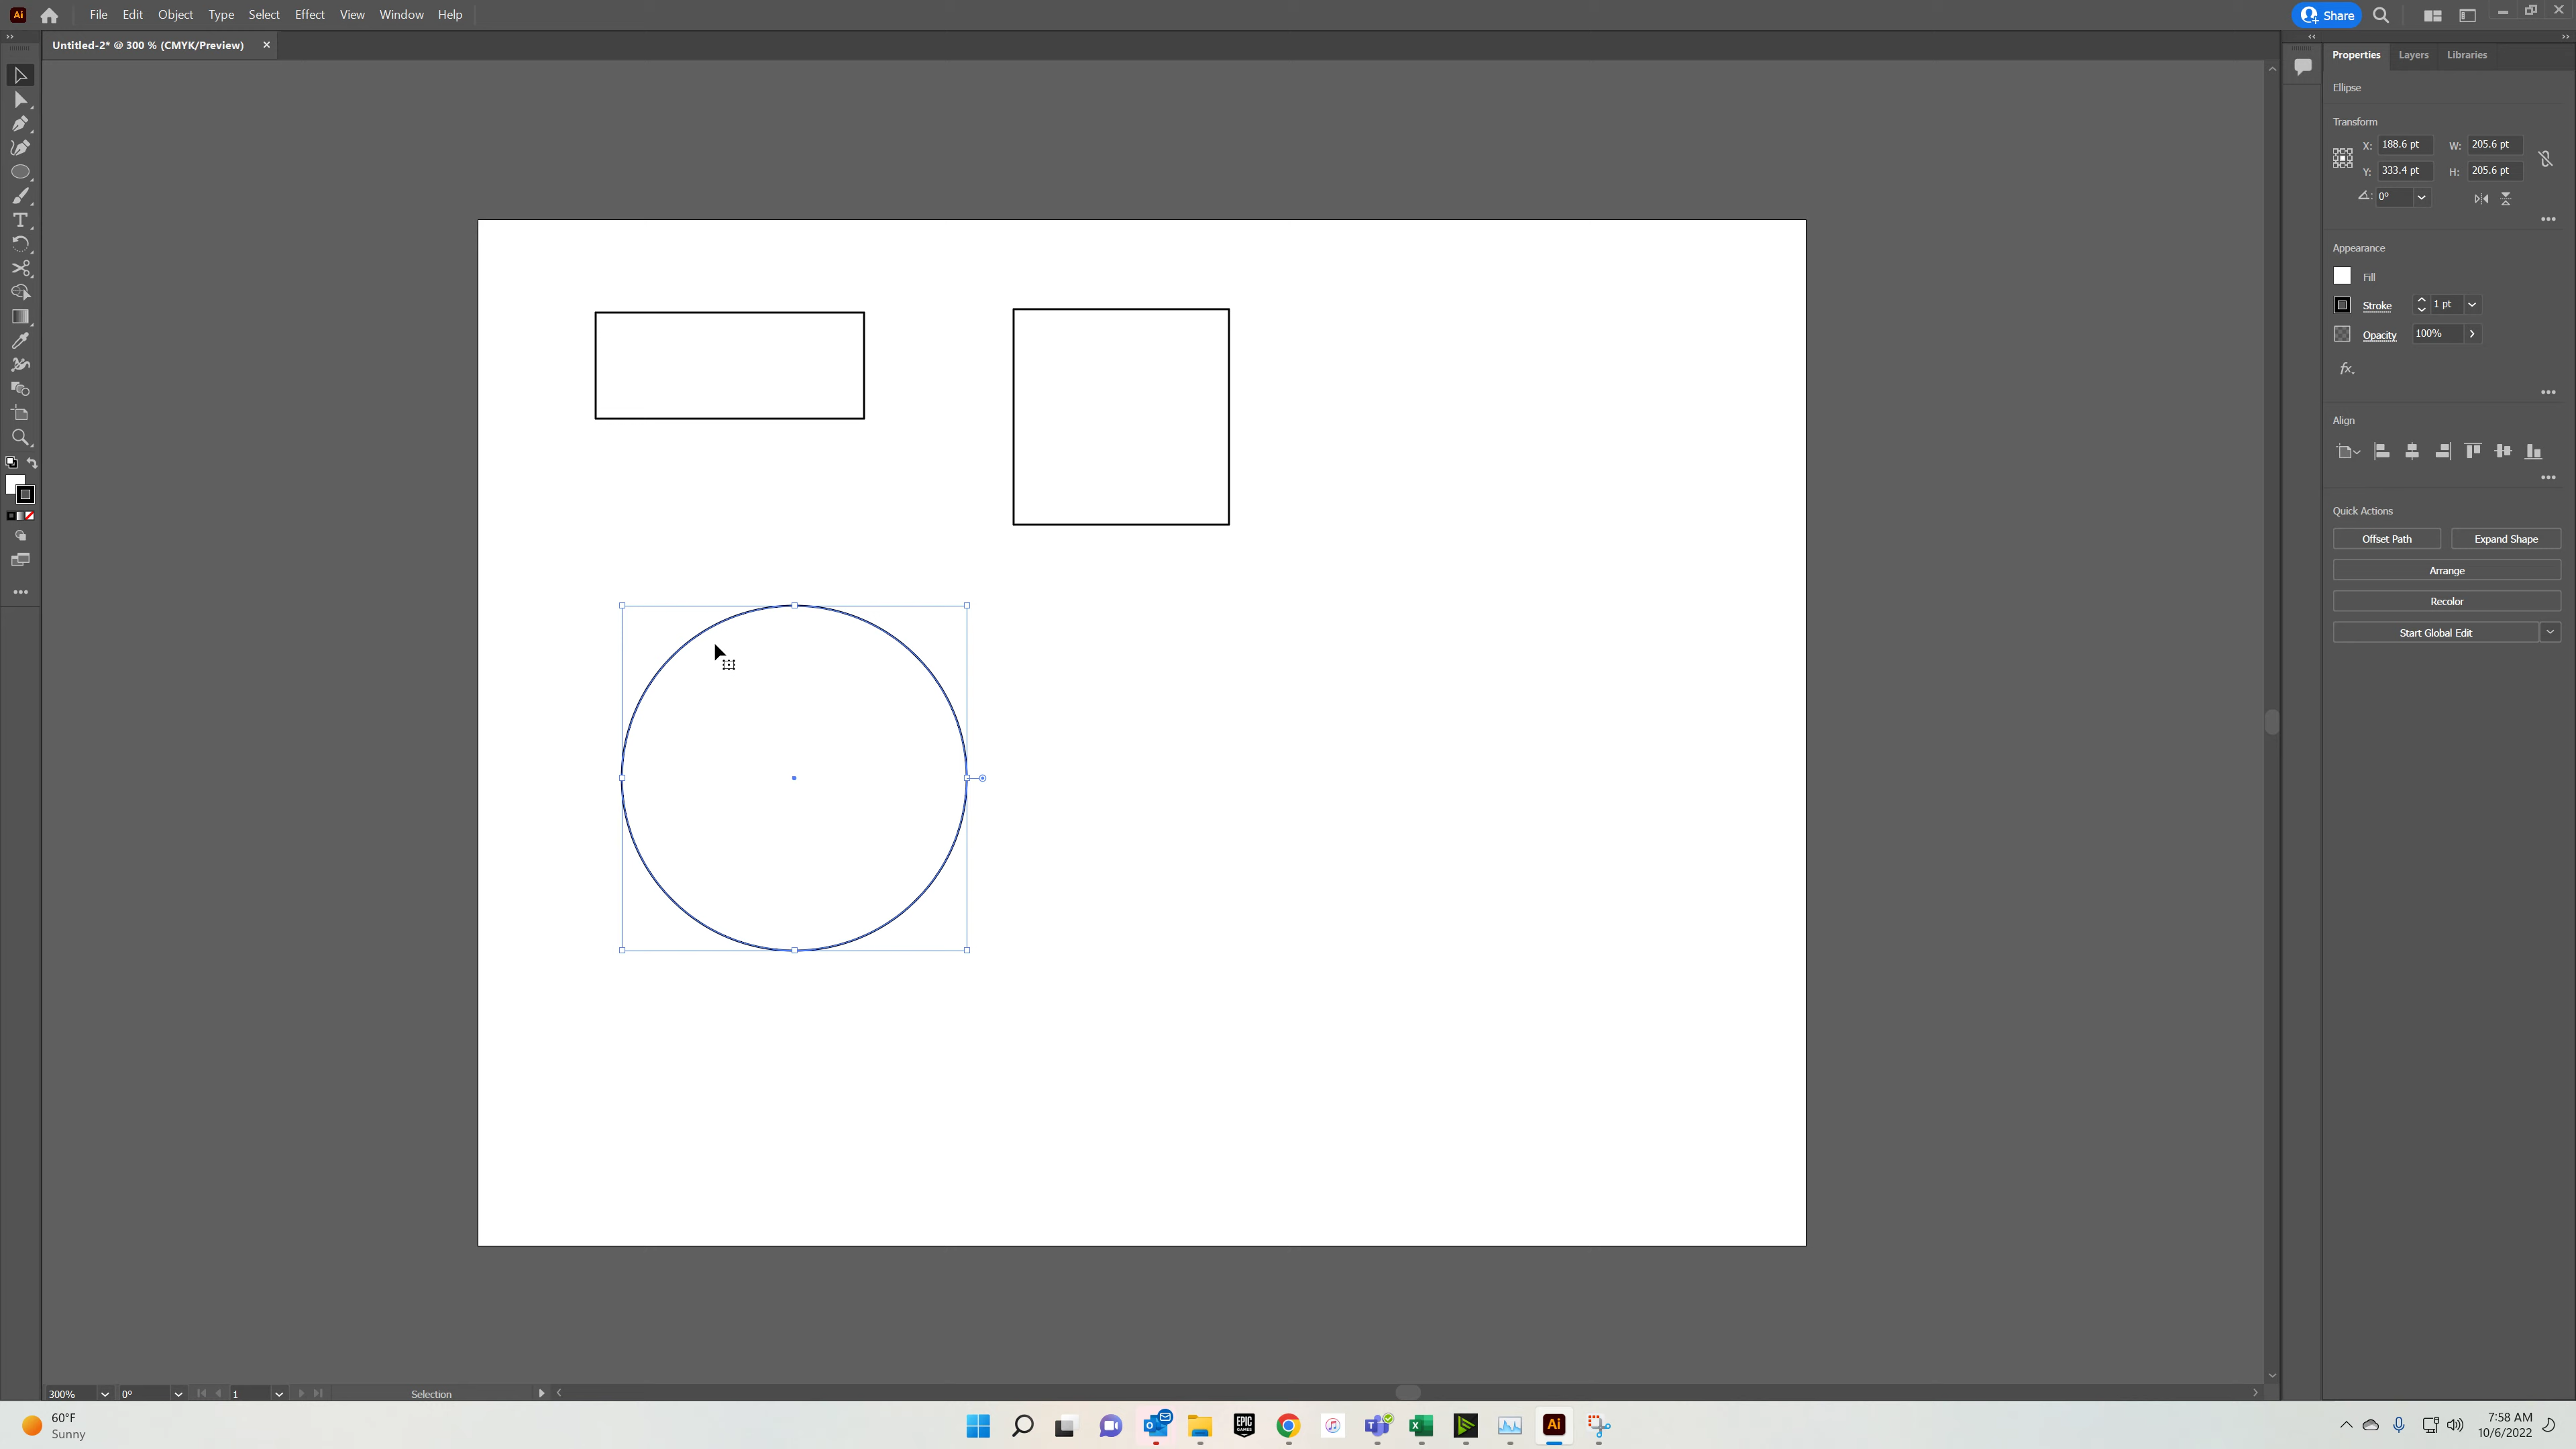 Ai File Edit Object Type Select Effect View Window Help Share
Untitled-2* @ 300 % (CMYK/Preview)
Properties Layers Libraries
Ellipse
Transform
X: 188.6 pt W: 205.6 pt
Y: 333.4 pt H: 205.6 pt
0°
Appearance
Fill
Stroke 1 pt
Opacity 100%
fx.
Align
Quick Actions
Offset Path Expand Shape
Arrange
Recolor
Start Global Edit
300% 0° 1 Selection
60°F
Sunny
EPIC GAMES
Ai
7:58 AM
10/6/2022